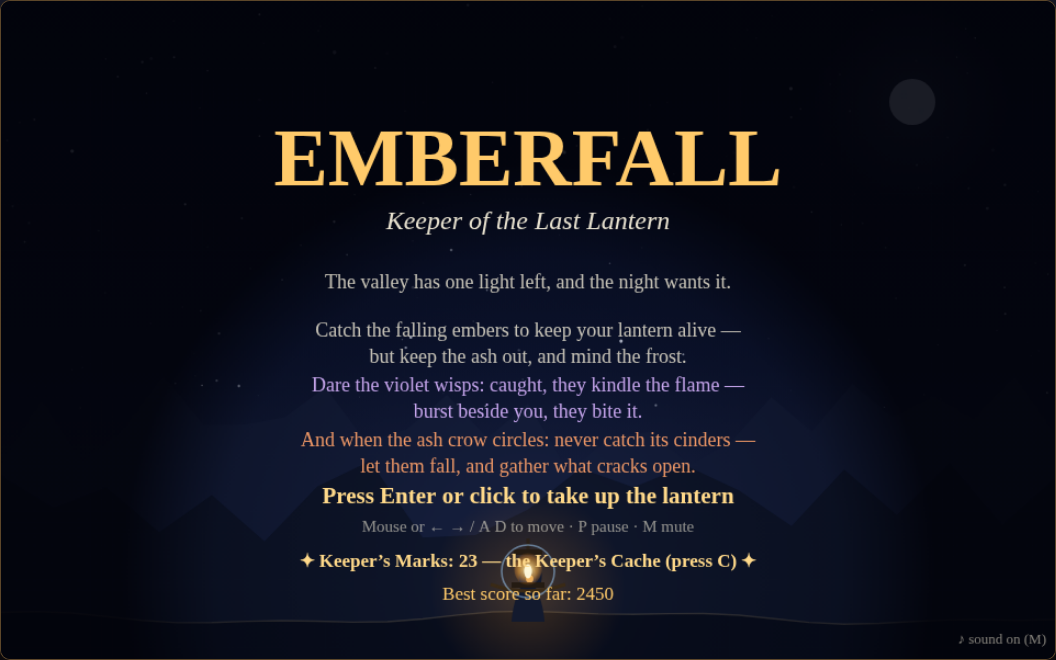 EMBERFALL
Keeper of the Last Lantern
The valley has one light left, and the night wants it.
Catch the falling embers to keep your lantern alive —
but keep the ash out, and mind the frost.
Dare the violet wisps: caught, they kindle the flame —
burst beside you, they bite it.
And when the ash crow circles: never catch its cinders —
let them fall, and gather what cracks open.
Press Enter or click to take up the lantern
Mouse or ← → / A D to move · P pause · M mute
✦ Keeper’s Marks: 23 — the Keeper’s Cache (press C) ✦
Best score so far: 2450
♪ sound on (M)